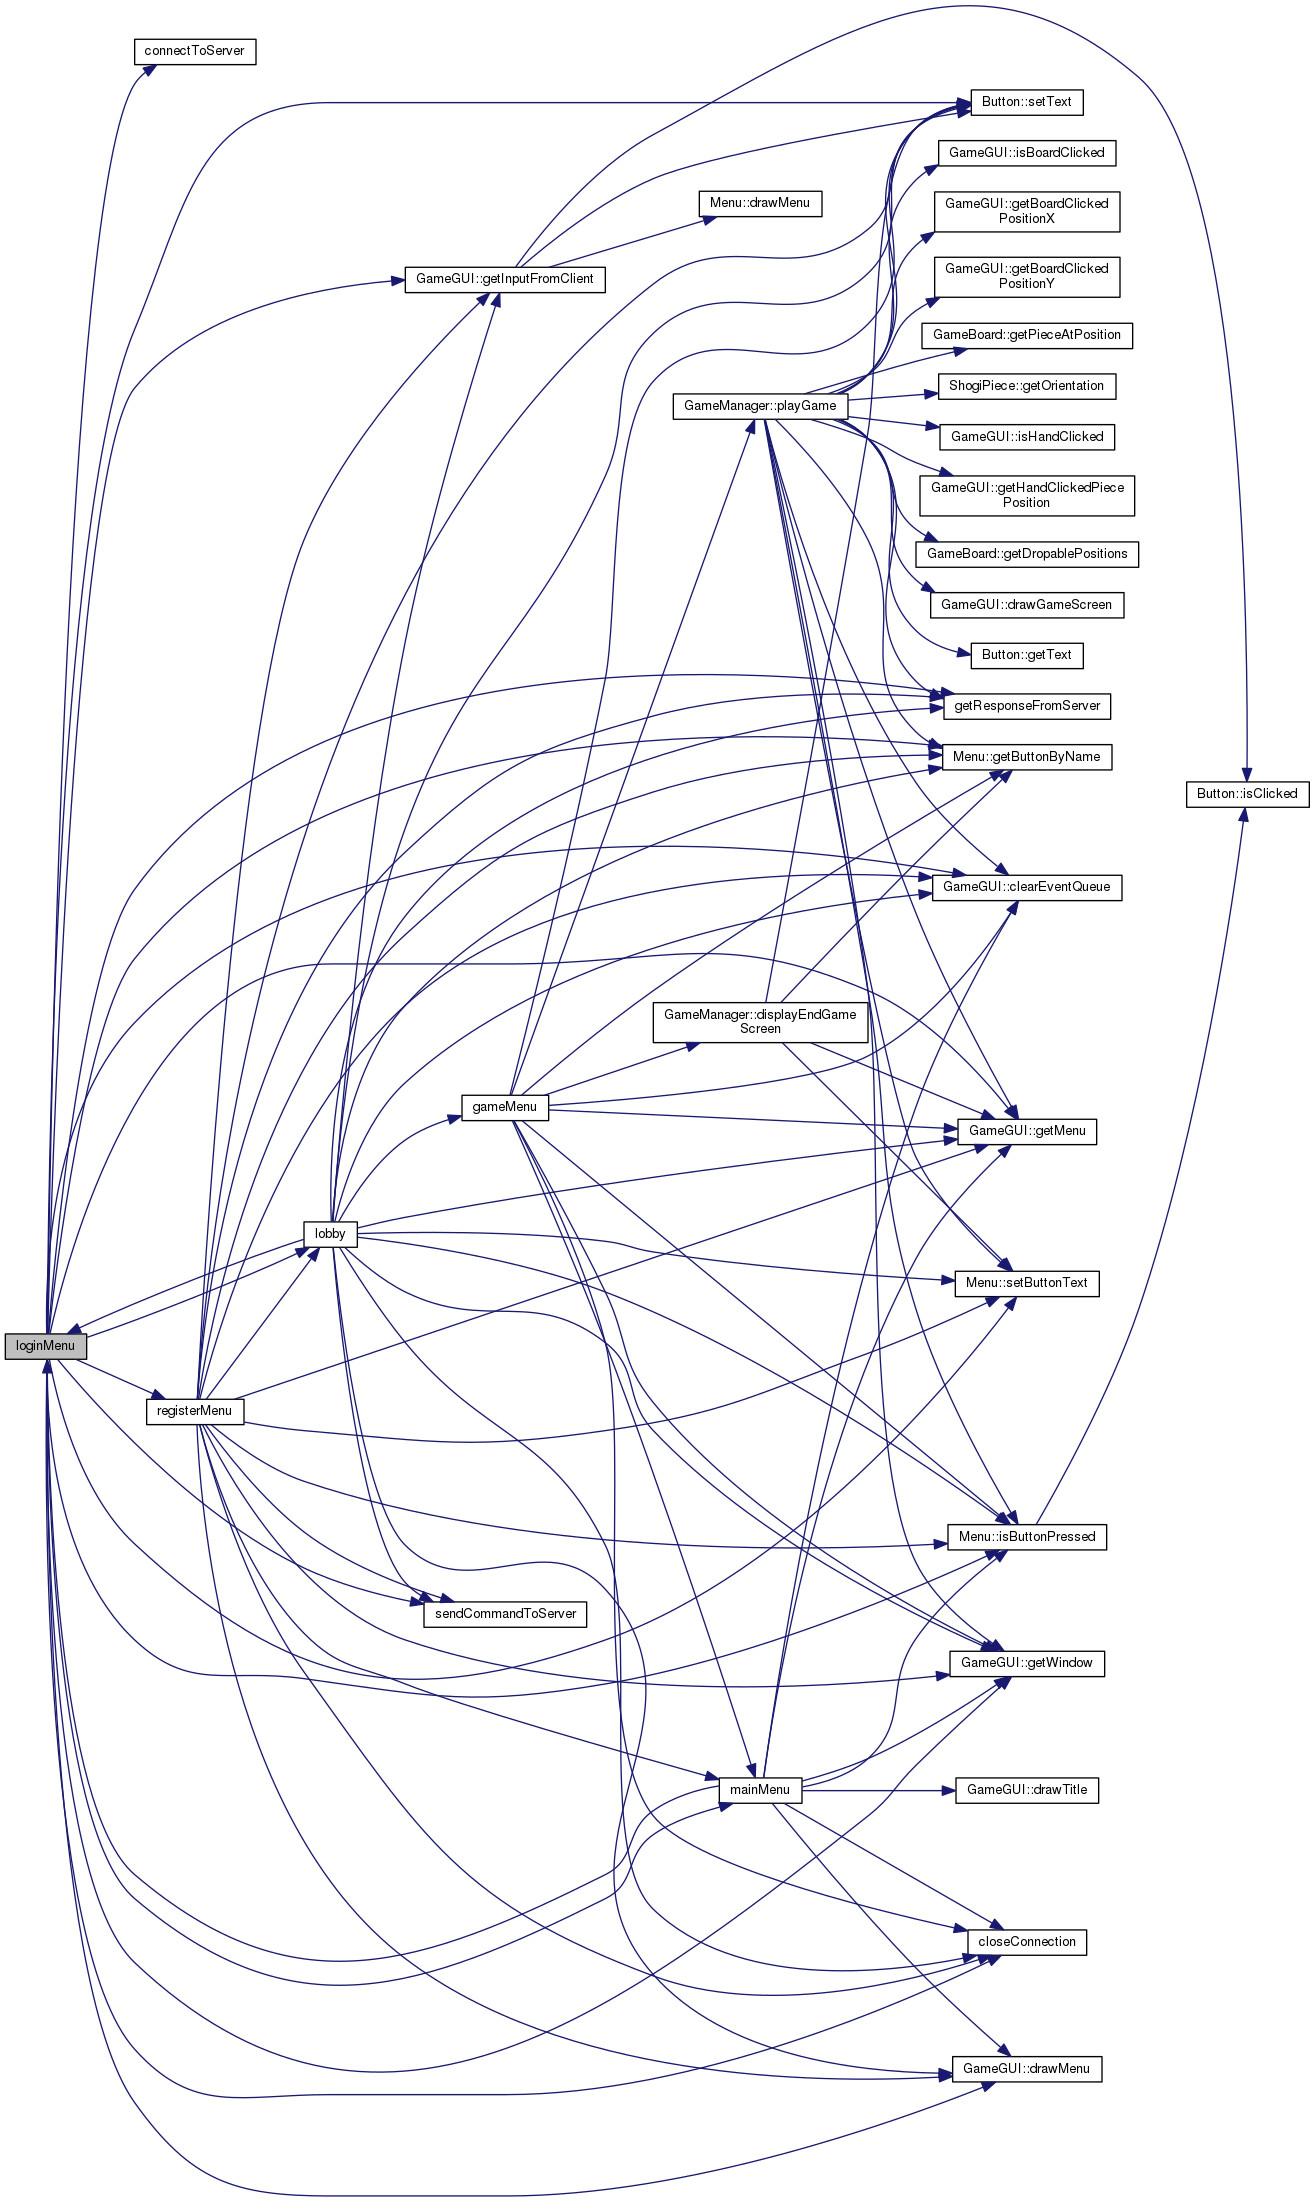 connectToServer
Button::setText
GameGUI::isBoardClicked
Menu::drawMenu
GameGUI::getBoardClicked
PositionX
GameGUI::getInputFromClient
GameGUI::getBoardClicked
PositionY
GameBoard::getPieceAtPosition
ShogiPiece::getOrientation
GameManager::playGame
GameGUI::isHandClicked
GameGUI::getHandClickedPiece
Position
GameBoard::getDropablePositions
GameGUI::drawGameScreen
Button::getText
getResponseFromServer
Menu::getButtonByName
Button::isClicked
GameGUI::clearEventQueue
GameManager::displayEndGame
Screen
gameMenu
GameGUI::getMenu
lobby
Menu::setButtonText
loginMenu
registerMenu
Menu::isButtonPressed
sendCommandToServer
GameGUI::getWindow
mainMenu
GameGUI::drawTitle
closeConnection
GameGUI::drawMenu